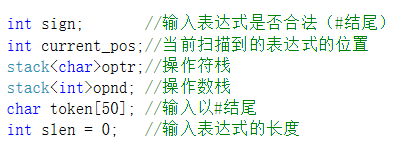 int sign;       //输入表达式是否合法（#结尾）
int current_pos;//当前扫描到的表达式的位置
stack<char>optr;//操作符栈
stack<int>opnd; //操作数栈
char token[50]; //输入以#结尾
int slen = 0;   //输入表达式的长度